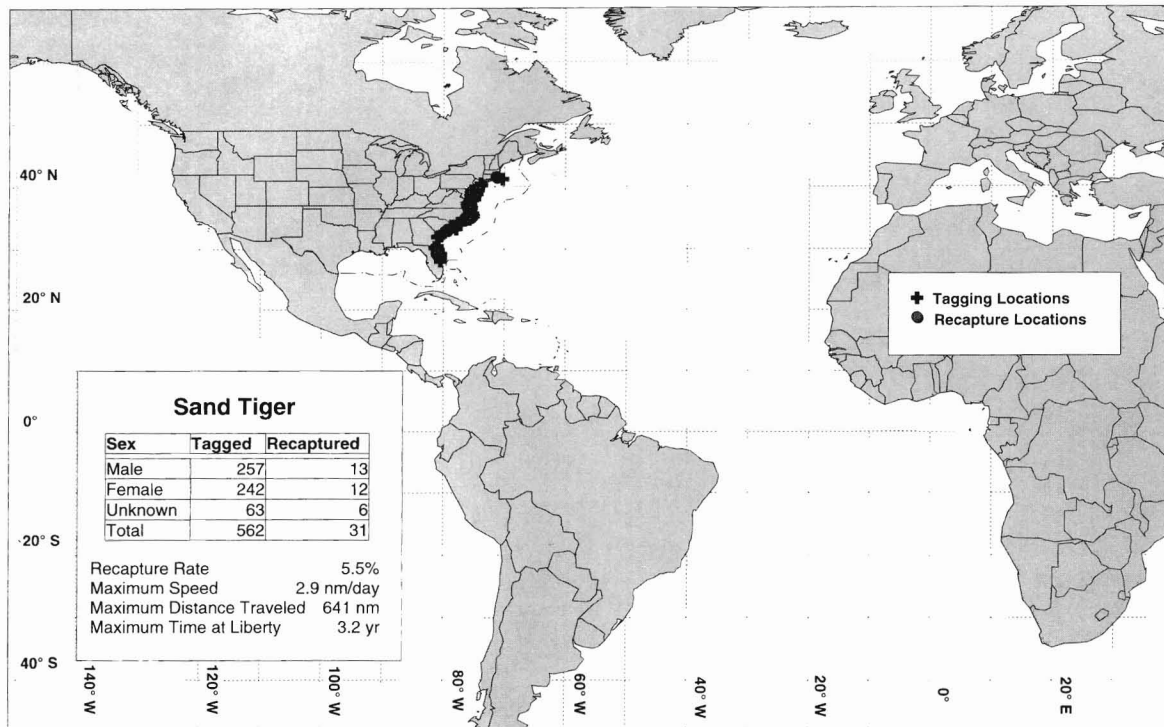 40° N
20° N
0°
20° S
40° S
✚ Tagging Locations
● Recapture Locations
Sand Tiger
Sex Tagged Recaptured
Male 257 13
Female 242 12
Unknown 63 6
Total 562 31
Recapture Rate 5.5%
Maximum Speed 2.9 nm/day
Maximum Distance Traveled 641 nm
Maximum Time at Liberty 3.2 yr
140° W
120° W
100° W
80° W
60° W
40° W
20° W
0°
20° E